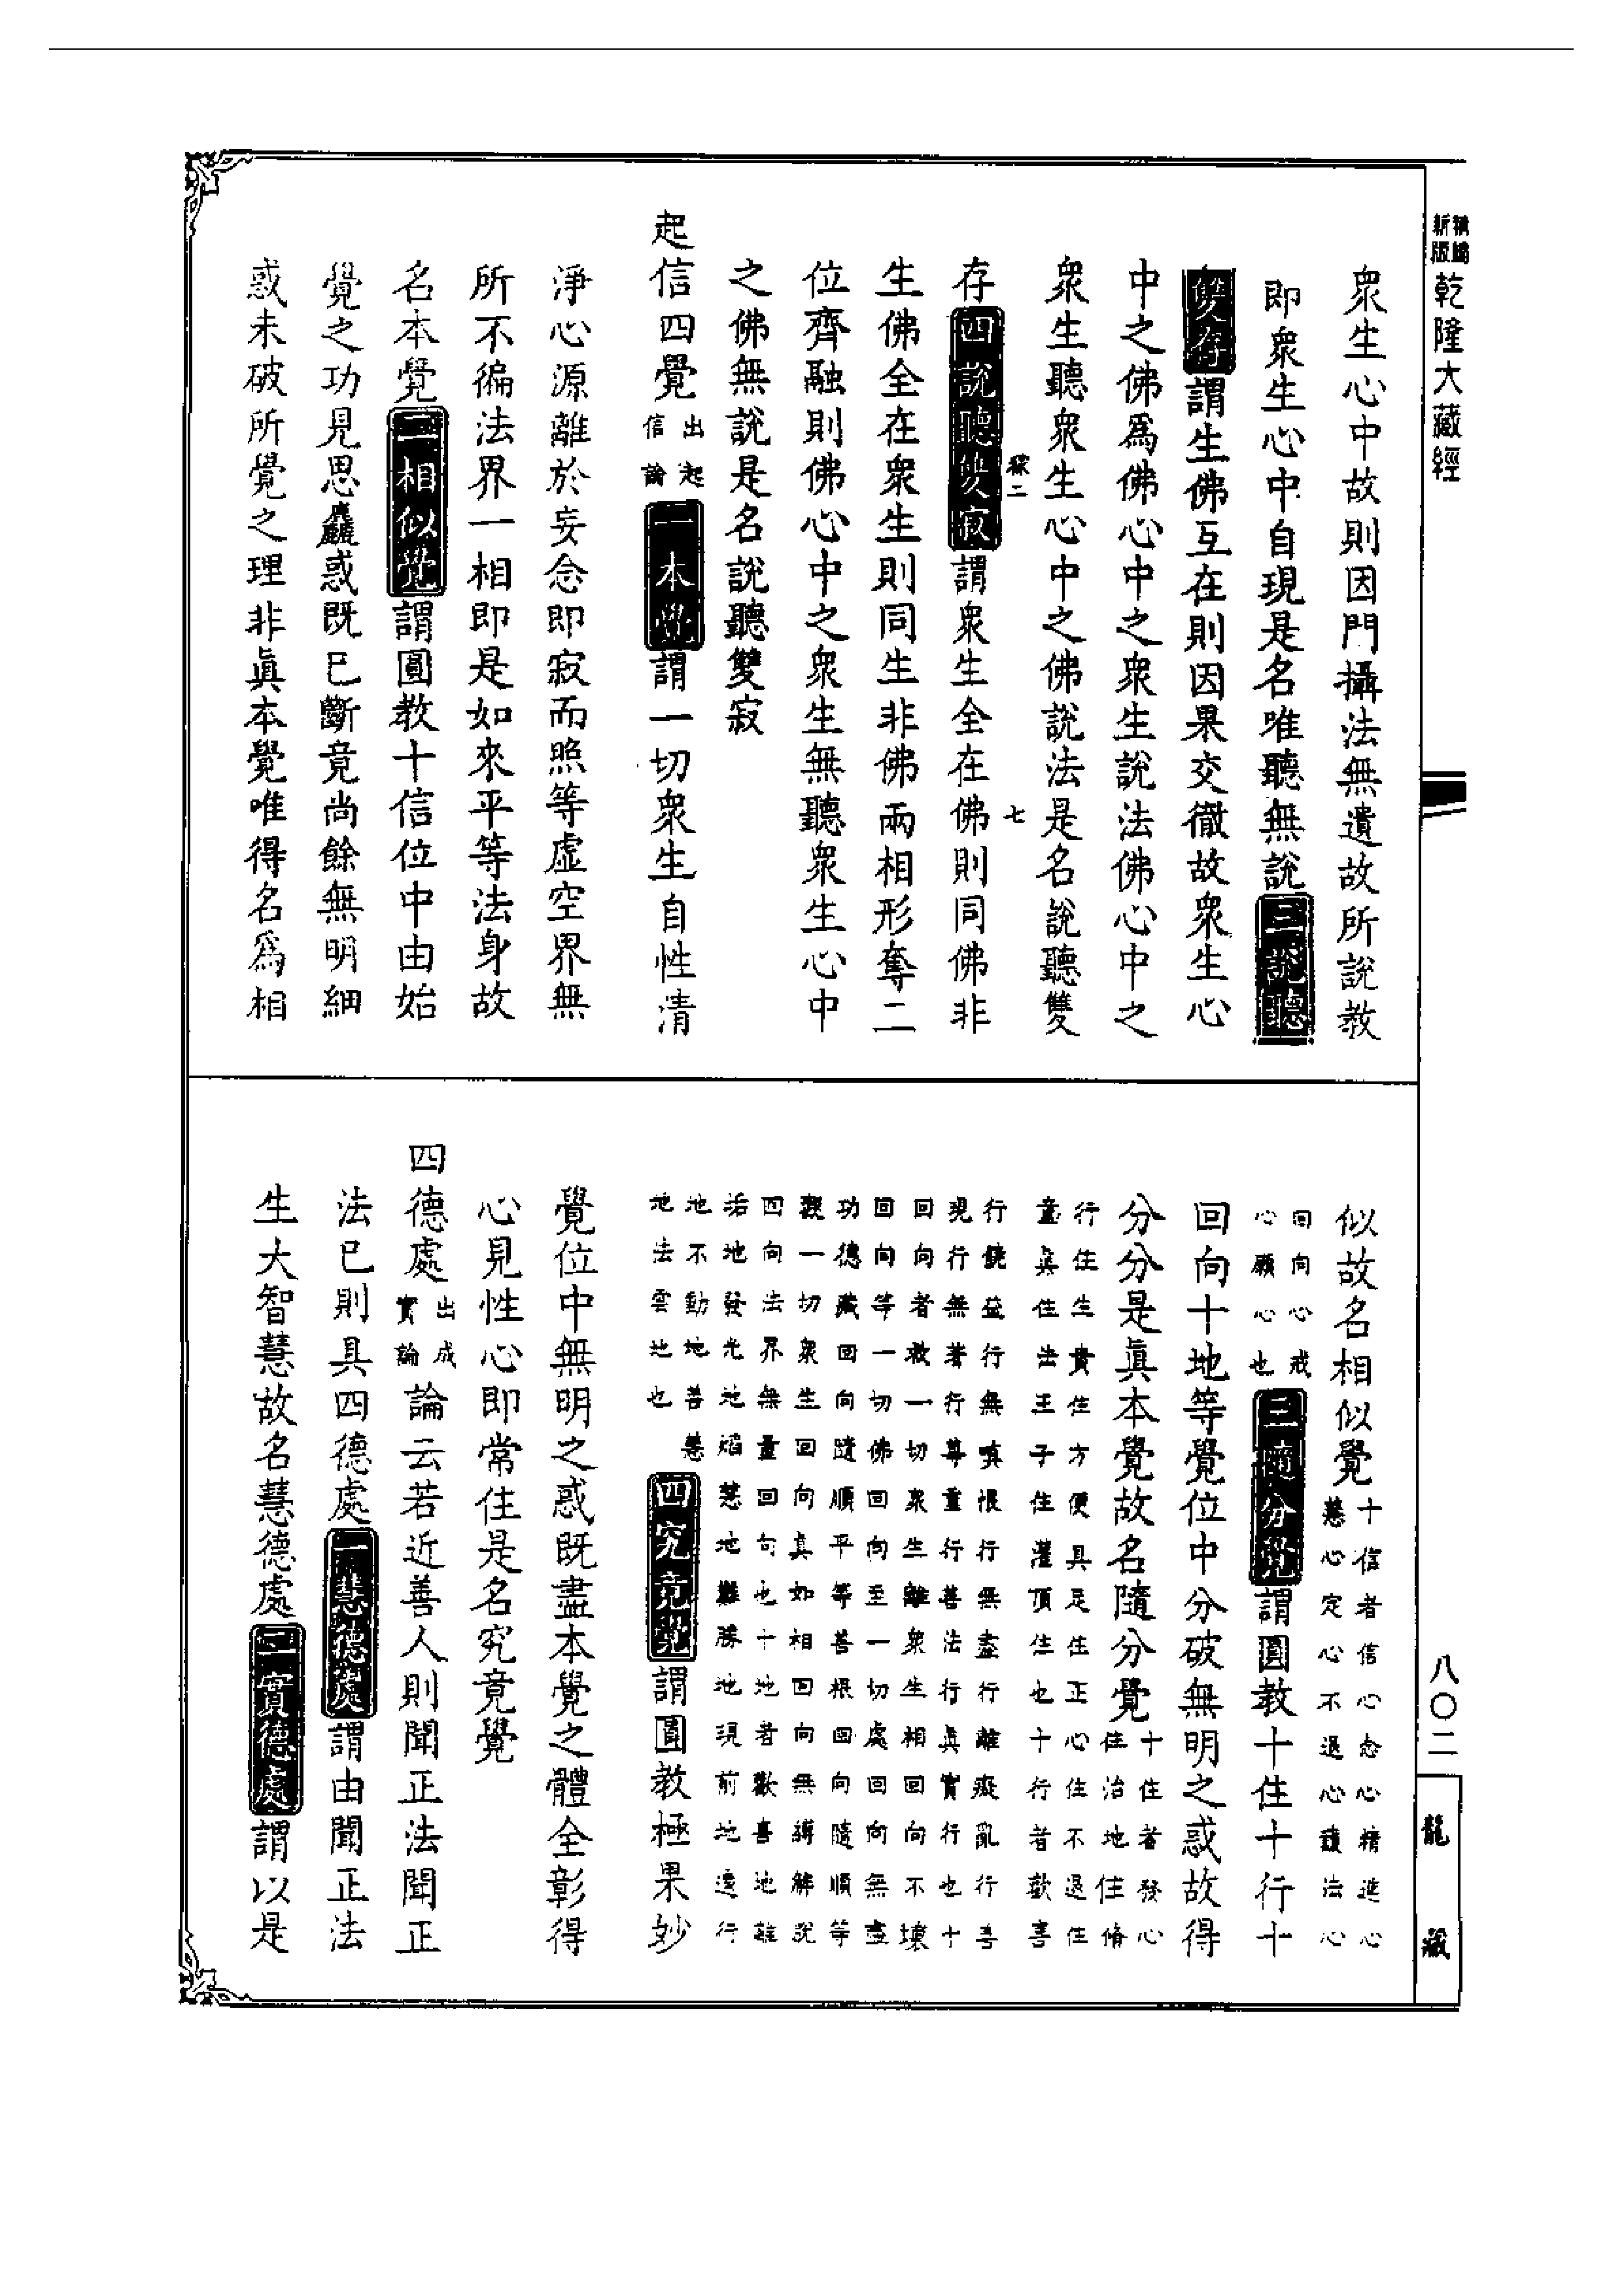 新版
乾隆大藏經
衆生心中故則因門攝法無遺故所說教
即衆生心中自現是名唯聽無說三說聽
雙存謂生佛互在則因果交徹故衆生心
中之佛爲佛心中之衆生說法佛心中之
衆生聽衆生心中之佛說法是名說聽雙
七
存四說聽雙寂謂衆生全在佛則同佛非
生佛全在衆生則同生非佛兩相形奪二
位齊融則佛心中之衆生無聽衆生心中
之佛無說是名說聽雙寂
起信四覺出起信論一本覺謂一切衆生自性清
淨心源離於妄念即寂而照等虛空界無
所不徧法界一相即是如來平等法身故
名本覺二相似覺謂圓教十信位中由始
覺之功見思麤惑既已斷竟尚餘無明細
惑未破所覺之理非眞本覺唯得名爲相
似故名相似覺十信者信心念心精進心
慧心定心不退心護法心
回向心戒
心願心也三隨分覺謂圓教十住十行十
回向十地等覺位中分破無明之惑故得
分分是眞本覺故名隨分覺十住者發心
住治地住脩
行住生貴住方便具足住正心住不退住
童眞住法王子住灌頂住也十行者歡喜
行饒益行無嗔恨行無盡行離癡亂行善
現行無著行尊重行善法行眞實行也十
回向者救一切衆生離衆生相回向不壞
回向等一切佛回向至一切處回向無盡
功德藏回向隨順平等善根回向隨順等
觀一切衆生回向眞如相回向無縛解脫
回向法界無量回向也十地者歡喜地離
垢地發光地焰慧地難勝地現前地遠行
地不動地善慧
地法雲地也四究竟覺謂圓教極果妙
覺位中無明之惑既盡本覺之體全彰得
心見性心即常住是名究竟覺
四德處出成實論論云若近善人則聞正法聞正
法已則具四德處一慧德處謂由聞正法
生大智慧故名慧德處二實德處謂以是
八〇二
龍藏